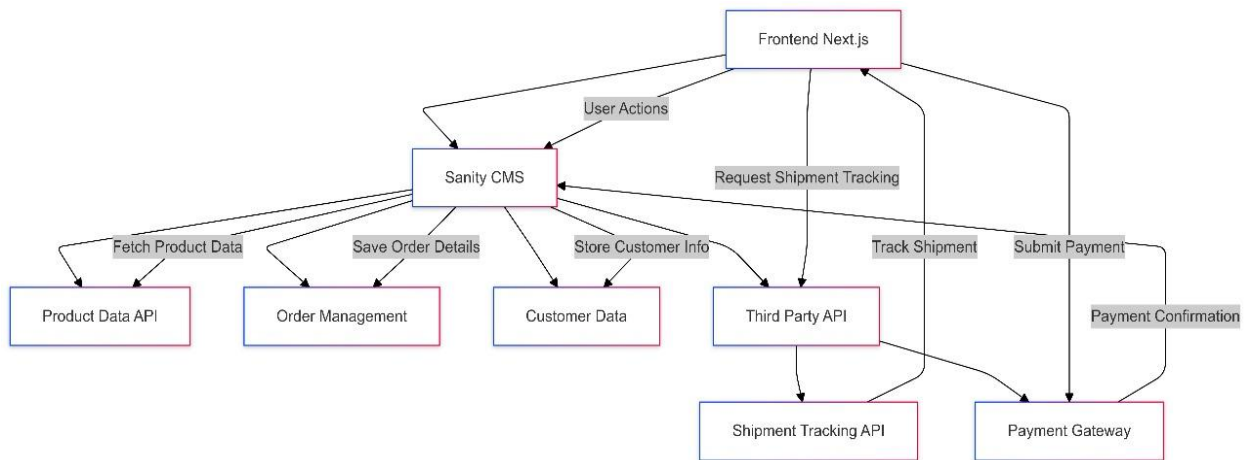 Frontend Next.js
User Actions
Sanity CMS
Request Shipment Tracking
Fetch Product Data
Save Order Details
Store Customer Info
Track Shipment
Submit Payment
Product Data API
Order Management
Customer Data
Third Party API
Payment Confirmation
Shipment Tracking API
Payment Gateway